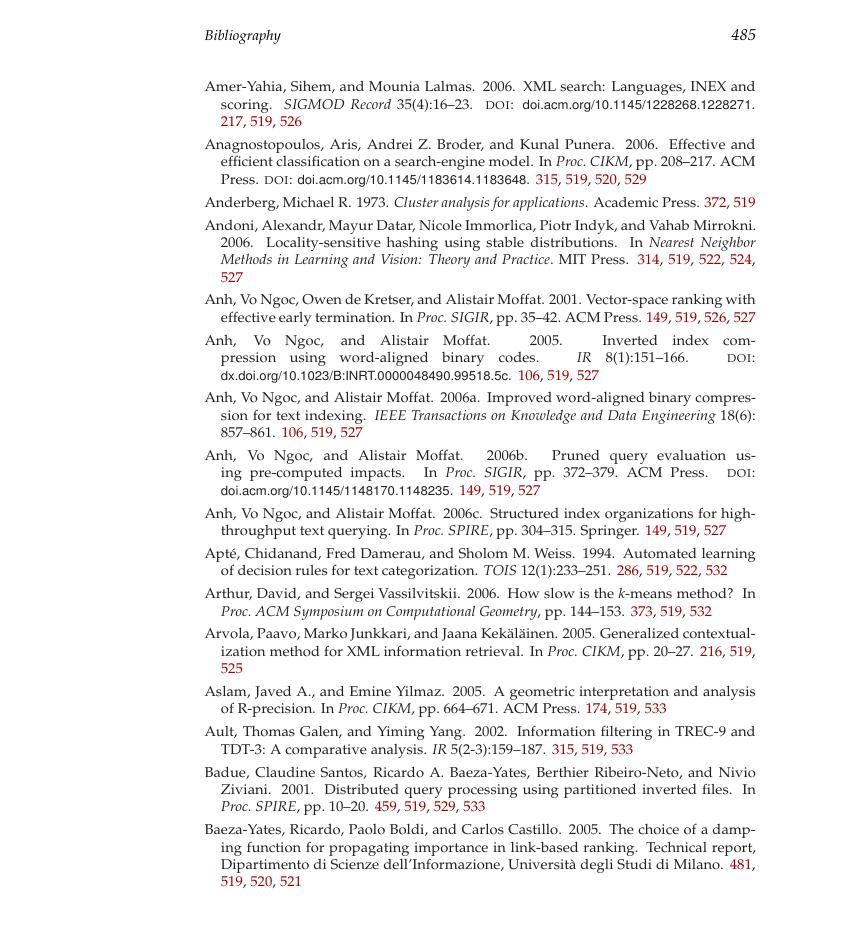 Bibliography 485
Amer-Yahia, Sihem, and Mounia Lalmas. 2006. XML search: Languages, INEX and
scoring. SIGMOD Record 35(4):16–23. DOI: doi.acm.org/10.1145/1228268.1228271.
217, 519, 526
Anagnostopoulos, Aris, Andrei Z. Broder, and Kunal Punera. 2006. Effective and
efficient classification on a search-engine model. In Proc. CIKM, pp. 208–217. ACM
Press. DOI: doi.acm.org/10.1145/1183614.1183648. 315, 519, 520, 529
Anderberg, Michael R. 1973. Cluster analysis for applications. Academic Press. 372, 519
Andoni, Alexandr, Mayur Datar, Nicole Immorlica, Piotr Indyk, and Vahab Mirrokni.
2006. Locality-sensitive hashing using stable distributions. In Nearest Neighbor
Methods in Learning and Vision: Theory and Practice. MIT Press. 314, 519, 522, 524,
527
Anh, Vo Ngoc, Owen de Kretser, and Alistair Moffat. 2001. Vector-space ranking with
effective early termination. In Proc. SIGIR, pp. 35–42. ACM Press. 149, 519, 526, 527
Anh, Vo Ngoc, and Alistair Moffat. 2005. Inverted index com-
pression using word-aligned binary codes. IR 8(1):151–166. DOI:
dx.doi.org/10.1023/B:INRT.0000048490.99518.5c. 106, 519, 527
Anh, Vo Ngoc, and Alistair Moffat. 2006a. Improved word-aligned binary compres-
sion for text indexing. IEEE Transactions on Knowledge and Data Engineering 18(6):
857–861. 106, 519, 527
Anh, Vo Ngoc, and Alistair Moffat. 2006b. Pruned query evaluation us-
ing pre-computed impacts. In Proc. SIGIR, pp. 372–379. ACM Press. DOI:
doi.acm.org/10.1145/1148170.1148235. 149, 519, 527
Anh, Vo Ngoc, and Alistair Moffat. 2006c. Structured index organizations for high-
throughput text querying. In Proc. SPIRE, pp. 304–315. Springer. 149, 519, 527
Apté, Chidanand, Fred Damerau, and Sholom M. Weiss. 1994. Automated learning
of decision rules for text categorization. TOIS 12(1):233–251. 286, 519, 522, 532
Arthur, David, and Sergei Vassilvitskii. 2006. How slow is the k-means method? In
Proc. ACM Symposium on Computational Geometry, pp. 144–153. 373, 519, 532
Arvola, Paavo, Marko Junkkari, and Jaana Kekäläinen. 2005. Generalized contextual-
ization method for XML information retrieval. In Proc. CIKM, pp. 20–27. 216, 519,
525
Aslam, Javed A., and Emine Yilmaz. 2005. A geometric interpretation and analysis
of R-precision. In Proc. CIKM, pp. 664–671. ACM Press. 174, 519, 533
Ault, Thomas Galen, and Yiming Yang. 2002. Information filtering in TREC-9 and
TDT-3: A comparative analysis. IR 5(2-3):159–187. 315, 519, 533
Badue, Claudine Santos, Ricardo A. Baeza-Yates, Berthier Ribeiro-Neto, and Nivio
Ziviani. 2001. Distributed query processing using partitioned inverted files. In
Proc. SPIRE, pp. 10–20. 459, 519, 529, 533
Baeza-Yates, Ricardo, Paolo Boldi, and Carlos Castillo. 2005. The choice of a damp-
ing function for propagating importance in link-based ranking. Technical report,
Dipartimento di Scienze dell'Informazione, Università degli Studi di Milano. 481,
519, 520, 521